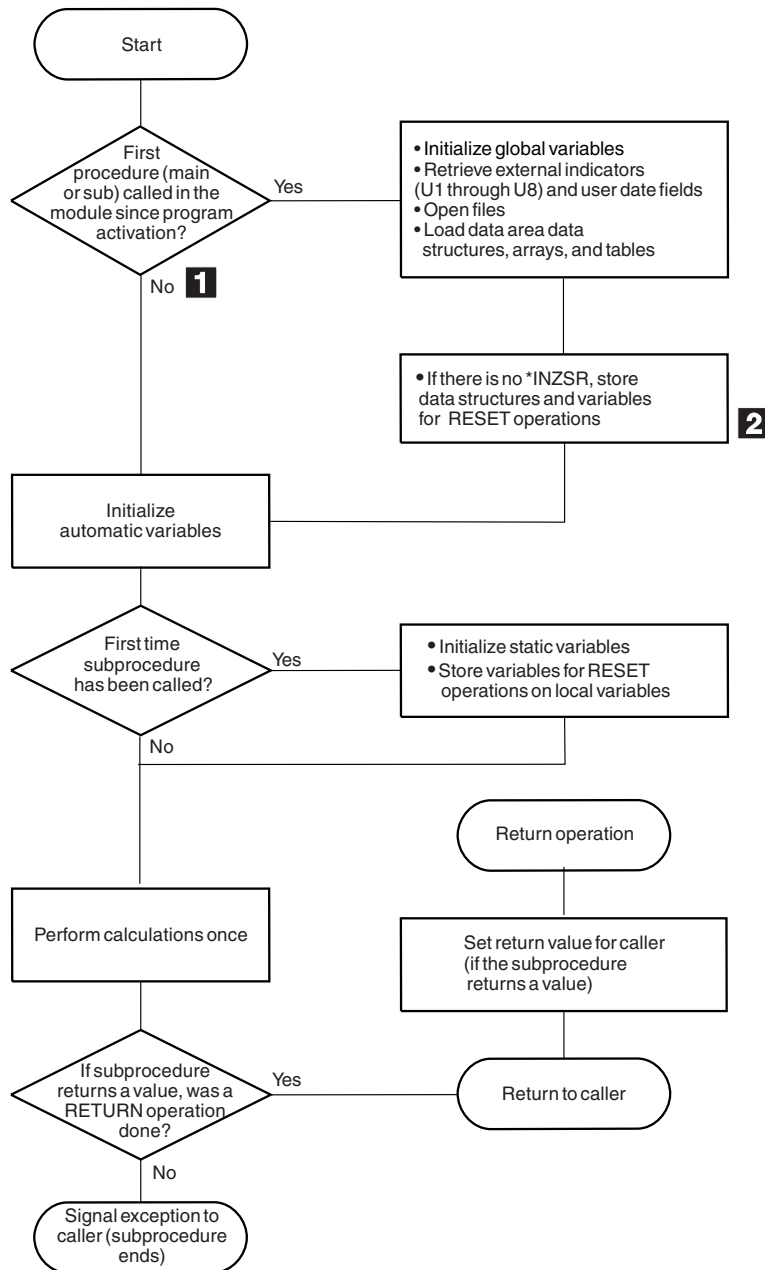 Start
First
procedure (main
or sub) called in the
module since program
activation?
Yes
• Initialize global variables
• Retrieve external indicators
(U1 through U8) and user date fields
• Open files
• Load data area data
structures, arrays, and tables
No 1
• If there is no *INZSR, store
data structures and variables
for RESET operations
2
Initialize
automatic variables
First time
subprocedure
has been called?
Yes
• Initialize static variables
• Store variables for RESET
operations on local variables
No
Return operation
Perform calculations once
Set return value for caller
(if the subprocedure
returns a value)
If subprocedure
returns a value, was a
RETURN operation
done?
Yes
Return to caller
No
Signal exception to
caller (subprocedure
ends)